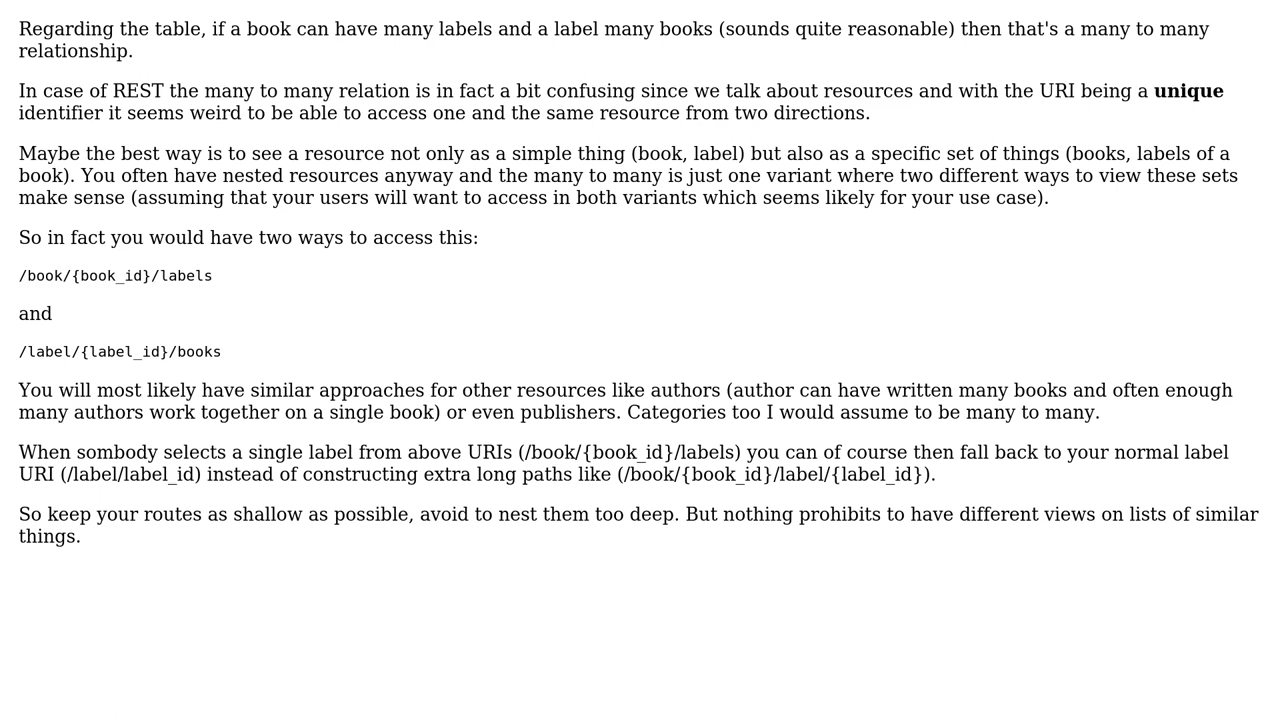 Regarding the table, if a book can have many labels and a label many books (sounds quite reasonable) then that's a many to many
relationship.
In case of REST the many to many relation is in fact a bit confusing since we talk about resources and with the URI being a unique
identifier it seems weird to be able to access one and the same resource from two directions.
Maybe the best way is to see a resource not only as a simple thing (book, label) but also as a specific set of things (books, labels of a
book). You often have nested resources anyway and the many to many is just one variant where two different ways to view these sets
make sense (assuming that your users will want to access in both variants which seems likely for your use case).
So in fact you would have two ways to access this:
/book/{book_id}/labels
and
/label/{label_id}/books
You will most likely have similar approaches for other resources like authors (author can have written many books and often enough
many authors work together on a single book) or even publishers. Categories too I would assume to be many to many.
When sombody selects a single label from above URIs (/book/{book_id}/labels) you can of course then fall back to your normal label
URI (/label/label_id) instead of constructing extra long paths like (/book/{book_id}/label/{label_id}).
So keep your routes as shallow as possible, avoid to nest them too deep. But nothing prohibits to have different views on lists of similar
things.